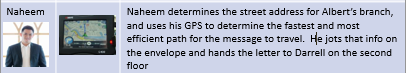 Naheem
Naheem determines the street address for Albert's branch,
and uses his GPS to determine the fastest and most
efficient path for the message to travel.  He jots that info
on the envelope and hands the letter to Darrell on the second
floor